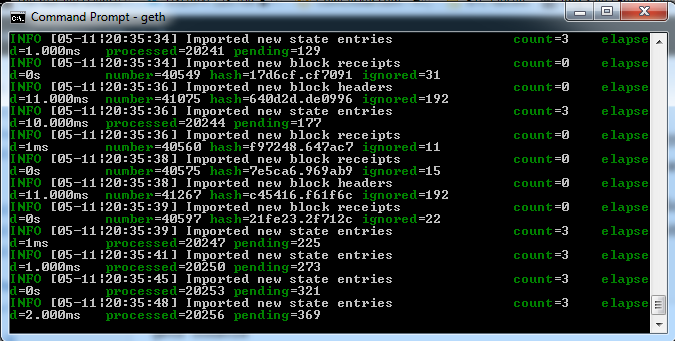 Command Prompt - geth
INFO [05-11|20:35:34] Imported new state entries count=3 elapse
d=1.000ms processed=20241 pending=129
INFO [05-11|20:35:34] Imported new block receipts count=0 elapse
d=0s number=40549 hash=17d6cf.cf7091 ignored=31
INFO [05-11|20:35:36] Imported new block headers count=0 elapse
d=11.000ms number=41075 hash=640d2d.de0996 ignored=192
INFO [05-11|20:35:36] Imported new state entries count=3 elapse
d=10.000ms processed=20244 pending=177
INFO [05-11|20:35:36] Imported new block receipts count=0 elapse
d=1ms number=40560 hash=f97248.647ac7 ignored=11
INFO [05-11|20:35:38] Imported new block receipts count=0 elapse
d=0s number=40575 hash=7e5ca6.969ab9 ignored=15
INFO [05-11|20:35:38] Imported new block headers count=0 elapse
d=11.000ms number=41267 hash=c45416.f61f6c ignored=192
INFO [05-11|20:35:39] Imported new block receipts count=0 elapse
d=0s number=40597 hash=21fe23.2f712c ignored=22
INFO [05-11|20:35:39] Imported new state entries count=3 elapse
d=1ms processed=20247 pending=225
INFO [05-11|20:35:41] Imported new state entries count=3 elapse
d=1.000ms processed=20250 pending=273
INFO [05-11|20:35:45] Imported new state entries count=3 elapse
d=0s processed=20253 pending=321
INFO [05-11|20:35:48] Imported new state entries count=3 elapse
d=2.000ms processed=20256 pending=369